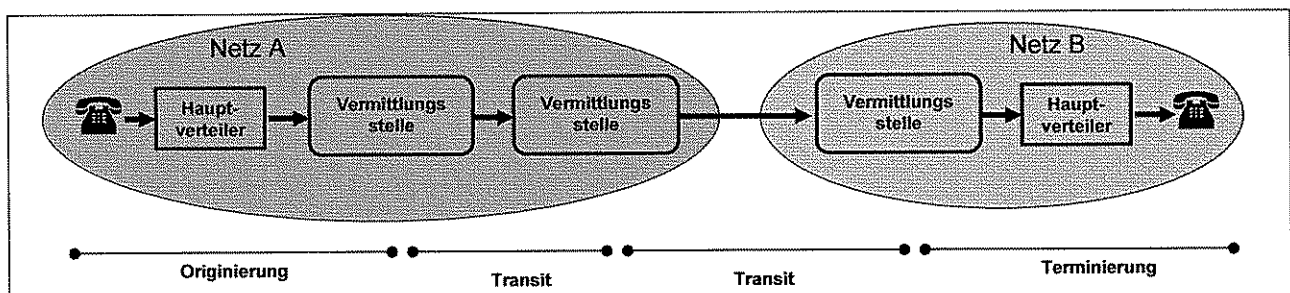 Netz A
Netz B
Haupt-
verteiler
Vermittlungs
stelle
Vermittlungs
stelle
Vermittlungs
stelle
Haupt-
verteiler
Originierung
Transit
Transit
Terminierung